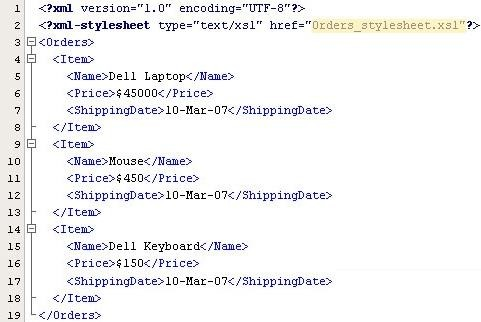 1 <?xml version="1.0" encoding="UTF-8"?>
2 <?xml-stylesheet type="text/xsl" href="Orders_stylesheet.xsl"?>
3 <Orders>
4 <Item>
5 <Name>Dell Laptop</Name>
6 <Price>$45000</Price>
7 <ShippingDate>10-Mar-07</ShippingDate>
8 </Item>
9 <Item>
10 <Name>Mouse</Name>
11 <Price>$450</Price>
12 <ShippingDate>10-Mar-07</ShippingDate>
13 </Item>
14 <Item>
15 <Name>Dell Keyboard</Name>
16 <Price>$150</Price>
17 <ShippingDate>10-Mar-07</ShippingDate>
18 </Item>
19 </Orders>